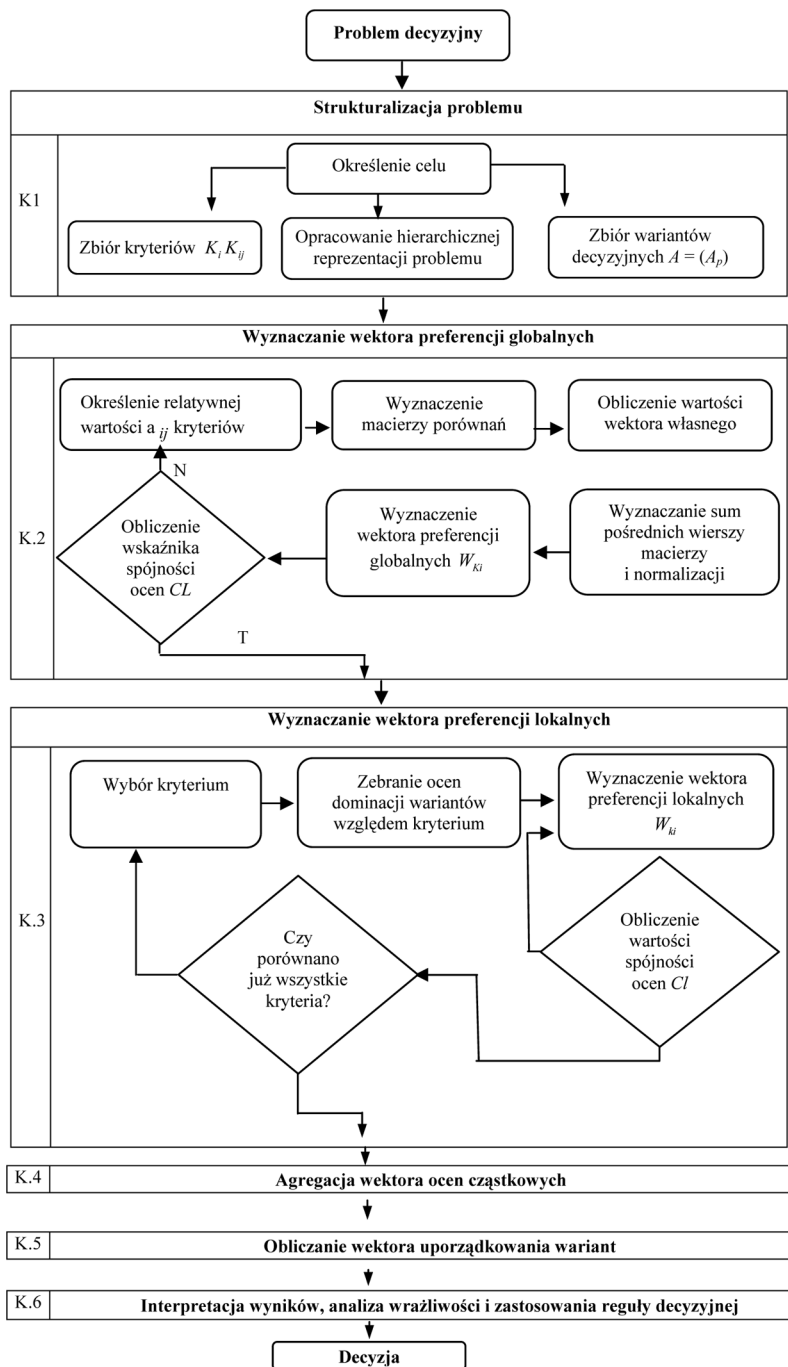 Problem decyzyjny
Strukturalizacja problemu
K1
Określenie celu
Zbiór kryteriów K_i K_ij
Opracowanie hierarchicznej
reprezentacji problemu
Zbiór wariantów
decyzyjnych A = (A_p)
Wyznaczanie wektora preferencji globalnych
K.2
Określenie relatywnej
wartości a_ij kryteriów
Wyznaczenie
macierzy porównań
Obliczenie wartości
wektora własnego
N
Obliczenie
wskaźnika
spójności
ocen CL
Wyznaczenie
wektora preferencji
globalnych W_Ki
Wyznaczanie sum
pośrednich wierszy
macierzy
i normalizacji
T
Wyznaczanie wektora preferencji lokalnych
K.3
Wybór kryterium
Zebranie ocen
dominacji wariantów
względem kryterium
Wyznaczenie wektora
preferencji lokalnych
W_ki
Czy
porównano
już wszystkie
kryteria?
Obliczenie
wartości
spójności
ocen Cl
K.4
Agregacja wektora ocen cząstkowych
K.5
Obliczanie wektora uporządkowania wariant
K.6
Interpretacja wyników, analiza wrażliwości i zastosowania reguły decyzyjnej
Decyzja